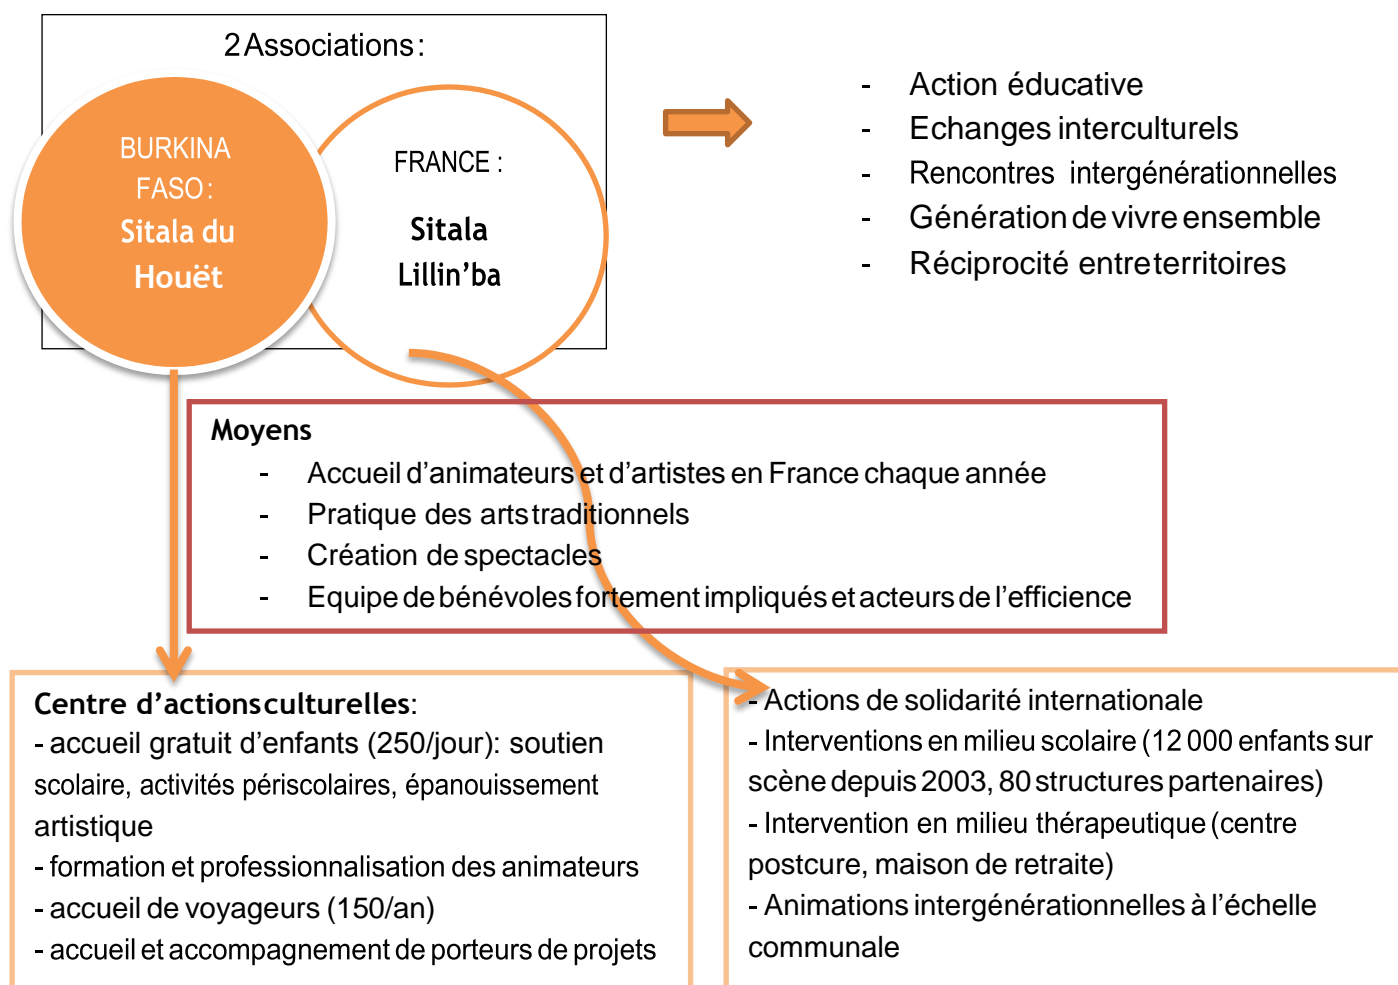 2 Associations :
BURKINA
FASO :
Sitala du
Houët
FRANCE :
Sitala
Lillin’ba
- Action éducative
- Echanges interculturels
- Rencontres intergénérationnelles
- Génération de vivre ensemble
- Réciprocité entre territoires
Moyens
- Accueil d’animateurs et d’artistes en France chaque année
- Pratique des arts traditionnels
- Création de spectacles
- Equipe de bénévoles fortement impliqués et acteurs de l’efficience
Centre d’actions culturelles:
- accueil gratuit d’enfants (250/jour): soutien
scolaire, activités périscolaires, épanouissement
artistique
- formation et professionnalisation des animateurs
- accueil de voyageurs (150/an)
- accueil et accompagnement de porteurs de projets
- Actions de solidarité internationale
- Interventions en milieu scolaire (12 000 enfants sur
scène depuis 2003, 80 structures partenaires)
- Intervention en milieu thérapeutique (centre
postcure, maison de retraite)
- Animations intergénérationnelles à l’échelle
communale